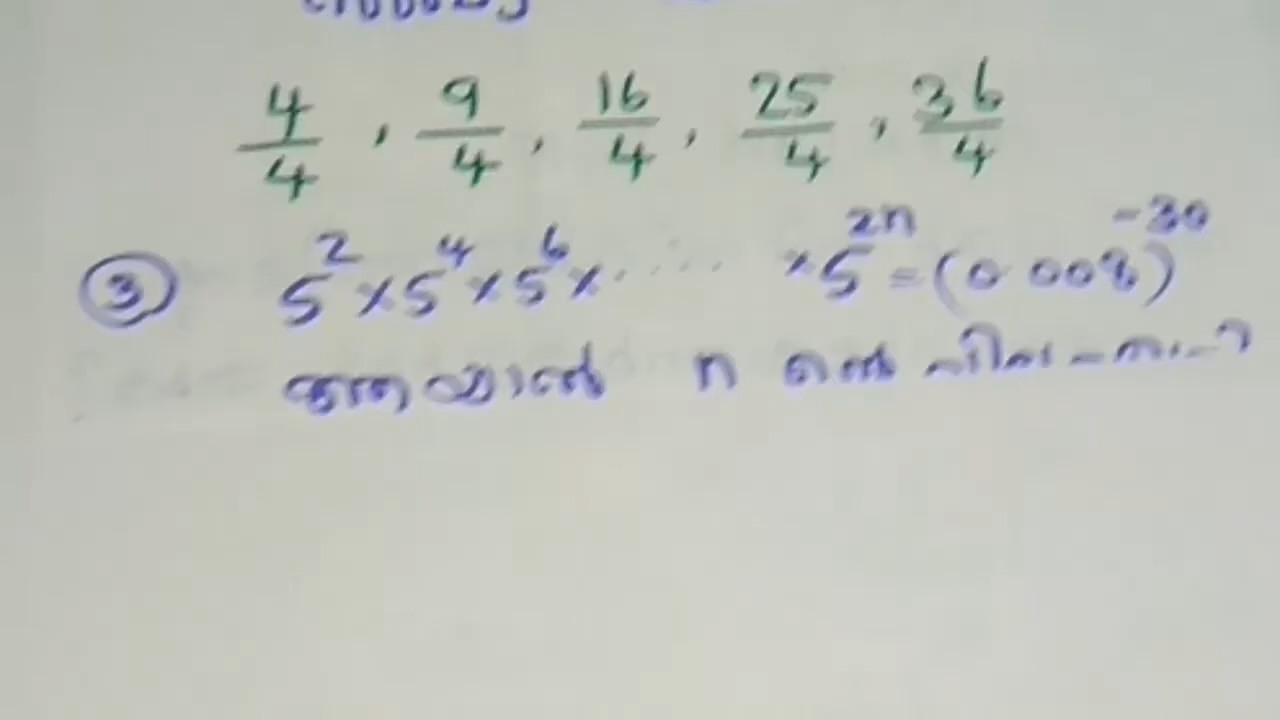 4/4 , 9/4 , 16/4 , 25/4 , 36/4
③ 5² × 5⁴ × 5⁶ × ..... × 5²ⁿ = (0.008)⁻³⁰
ആയാൽ n ന്റെ വില